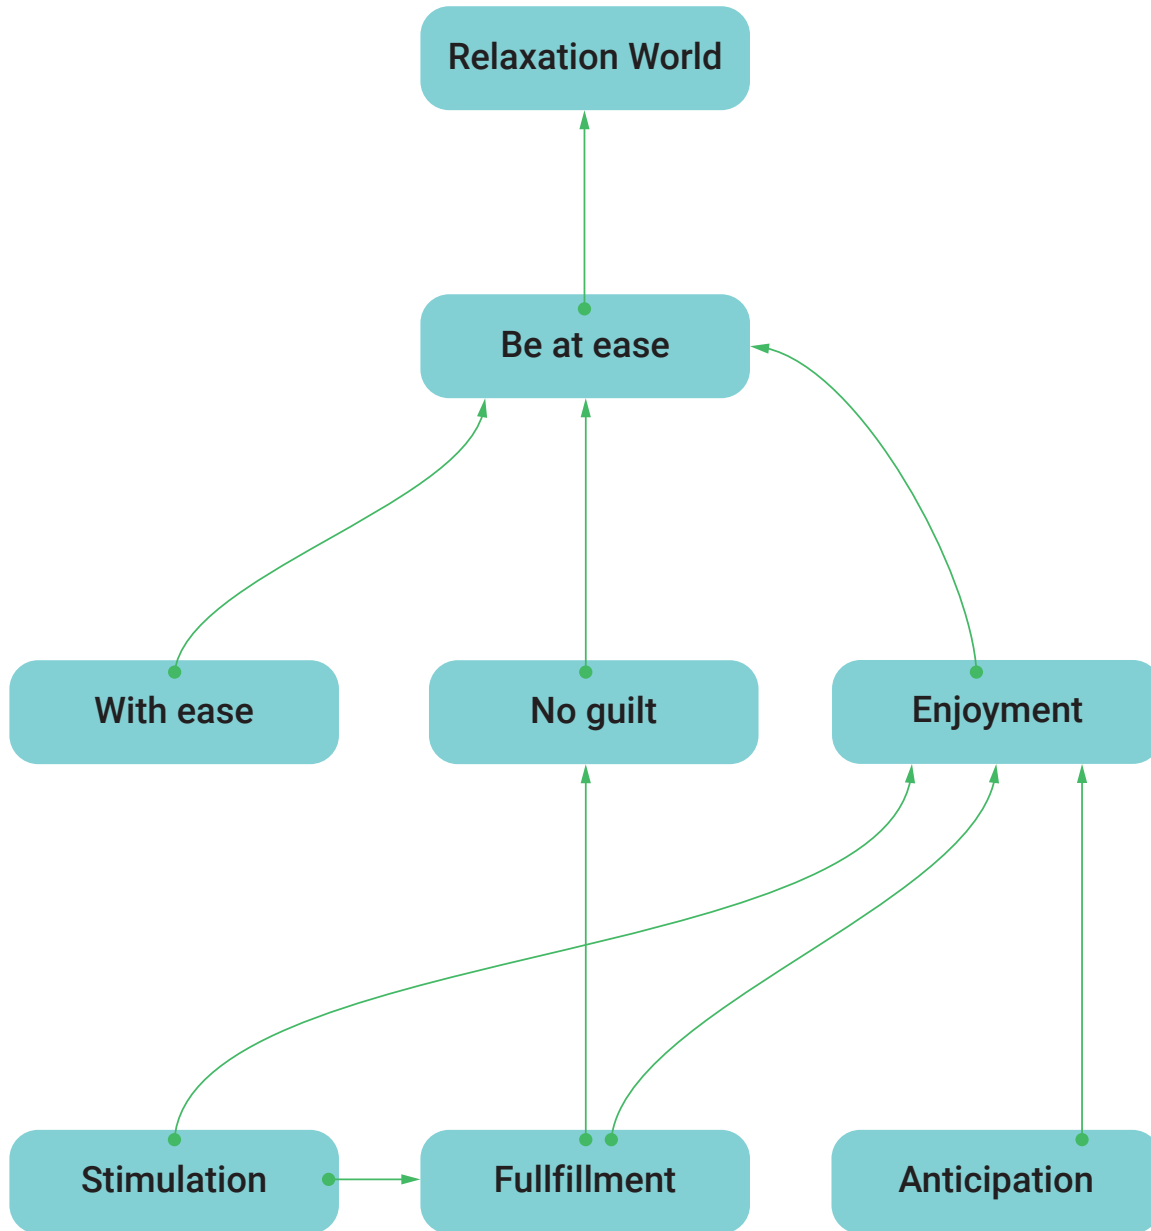 Relaxation World
Be at ease
With ease
No guilt
Enjoyment
Stimulation
Fullfillment
Anticipation